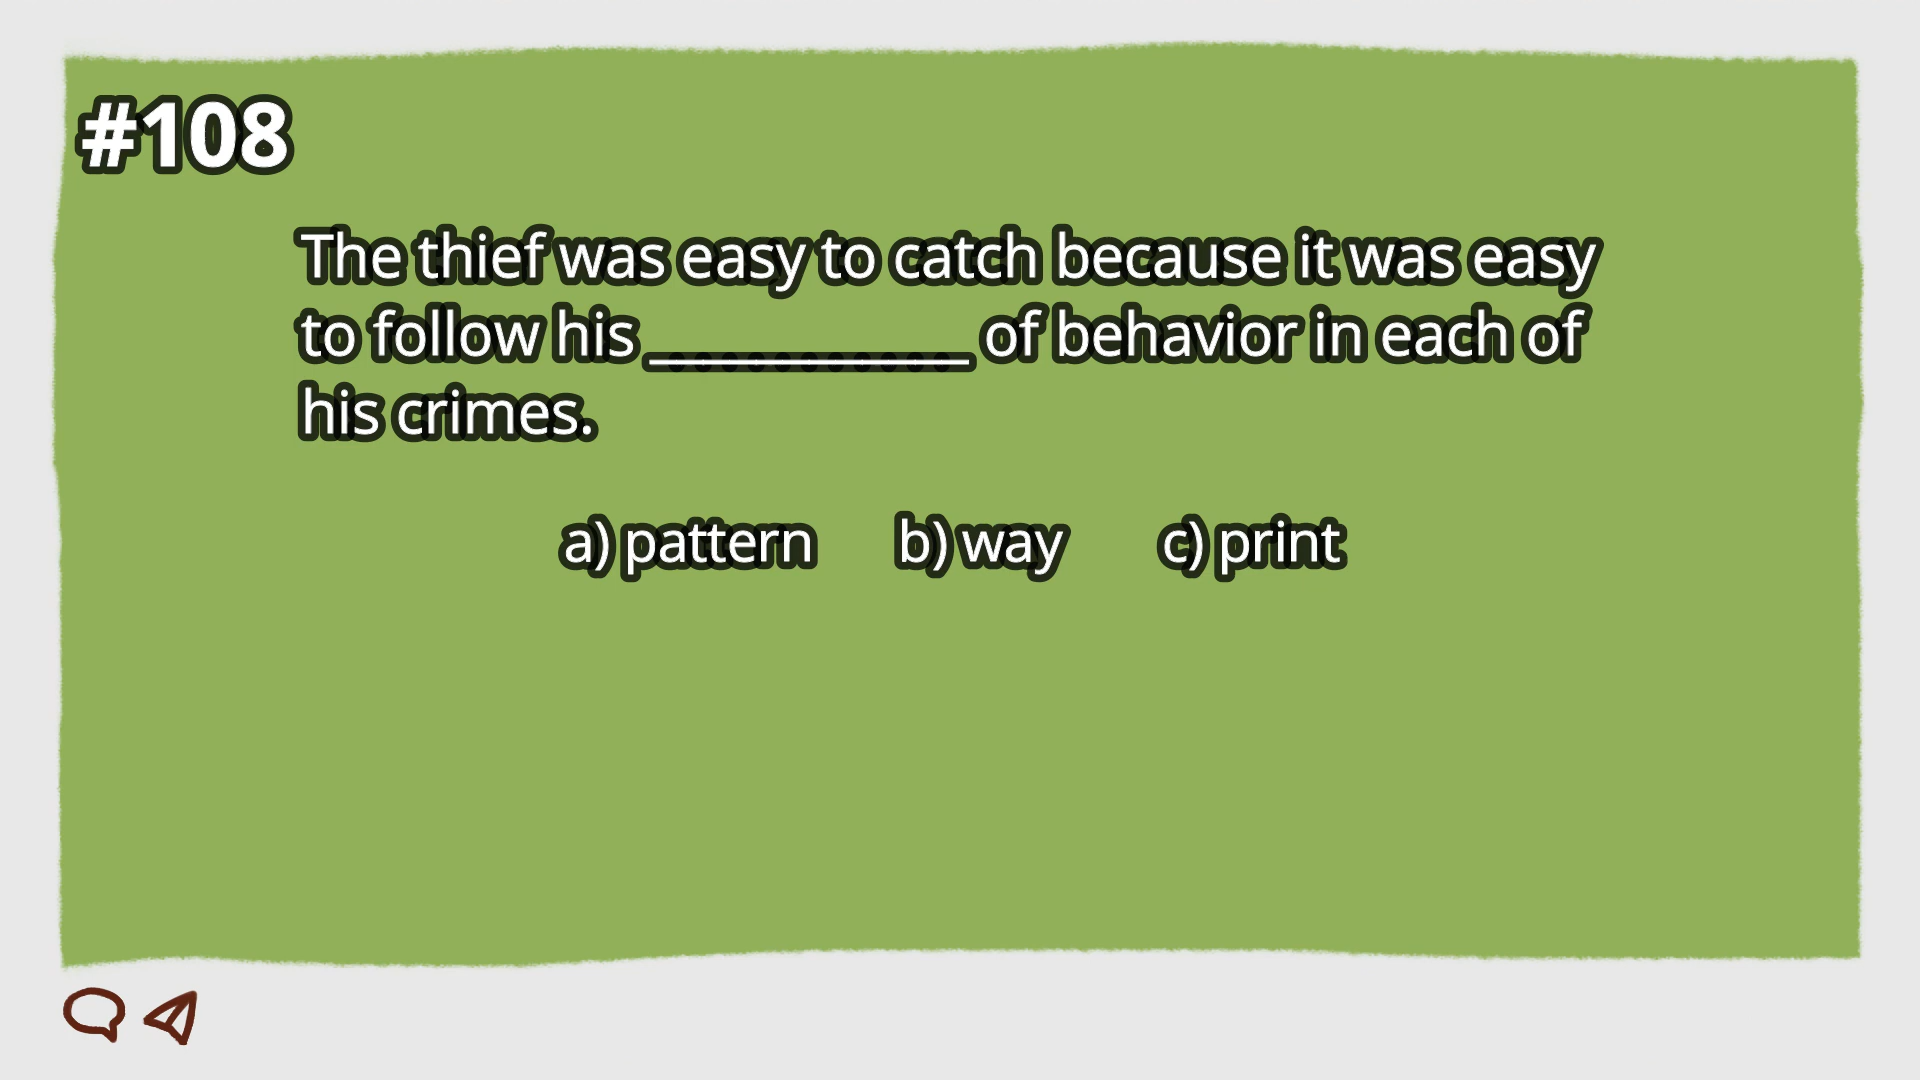 #108
The thief was easy to catch because it was easy
to follow his ____________ of behavior in each of
his crimes.
a) pattern b) way c) print